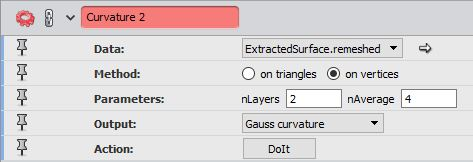 Curvature 2
Data: ExtractedSurface.remeshed
Method: on triangles on vertices
Parameters: nLayers 2 nAverage 4
Output: Gauss curvature
Action: DoIt